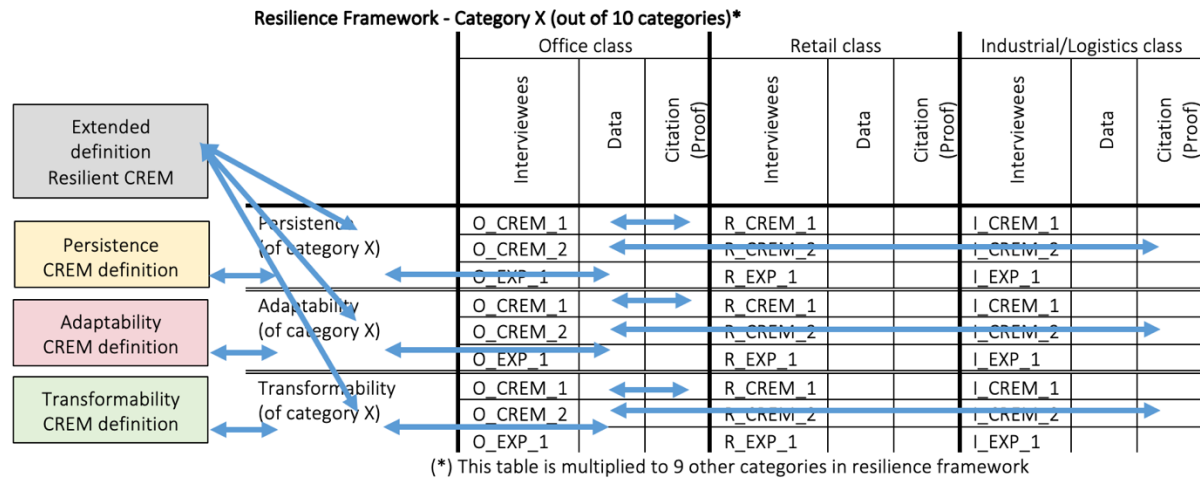 Resilience Framework - Category X (out of 10 categories)*
Office class
Retail class
Industrial/Logistics class
Interviewees
Data
Citation
(Proof)
Interviewees
Data
Citation
(Proof)
Interviewees
Data
Citation
(Proof)
Extended
definition
Resilient CREM
Persistence
CREM definition
Adaptability
CREM definition
Transformability
CREM definition
Persistence
(of category X)
O_CREM_1
R_CREM_1
I_CREM_1
O_CREM_2
R_CREM_2
I_CREM_2
O_EXP_1
R_EXP_1
I_EXP_1
Adaptability
(of category X)
O_CREM_1
R_CREM_1
I_CREM_1
O_CREM_2
R_CREM_2
I_CREM_2
O_EXP_1
R_EXP_1
I_EXP_1
Transformability
(of category X)
O_CREM_1
R_CREM_1
I_CREM_1
O_CREM_2
R_CREM_2
I_CREM_2
O_EXP_1
R_EXP_1
I_EXP_1
(*) This table is multiplied to 9 other categories in resilience framework